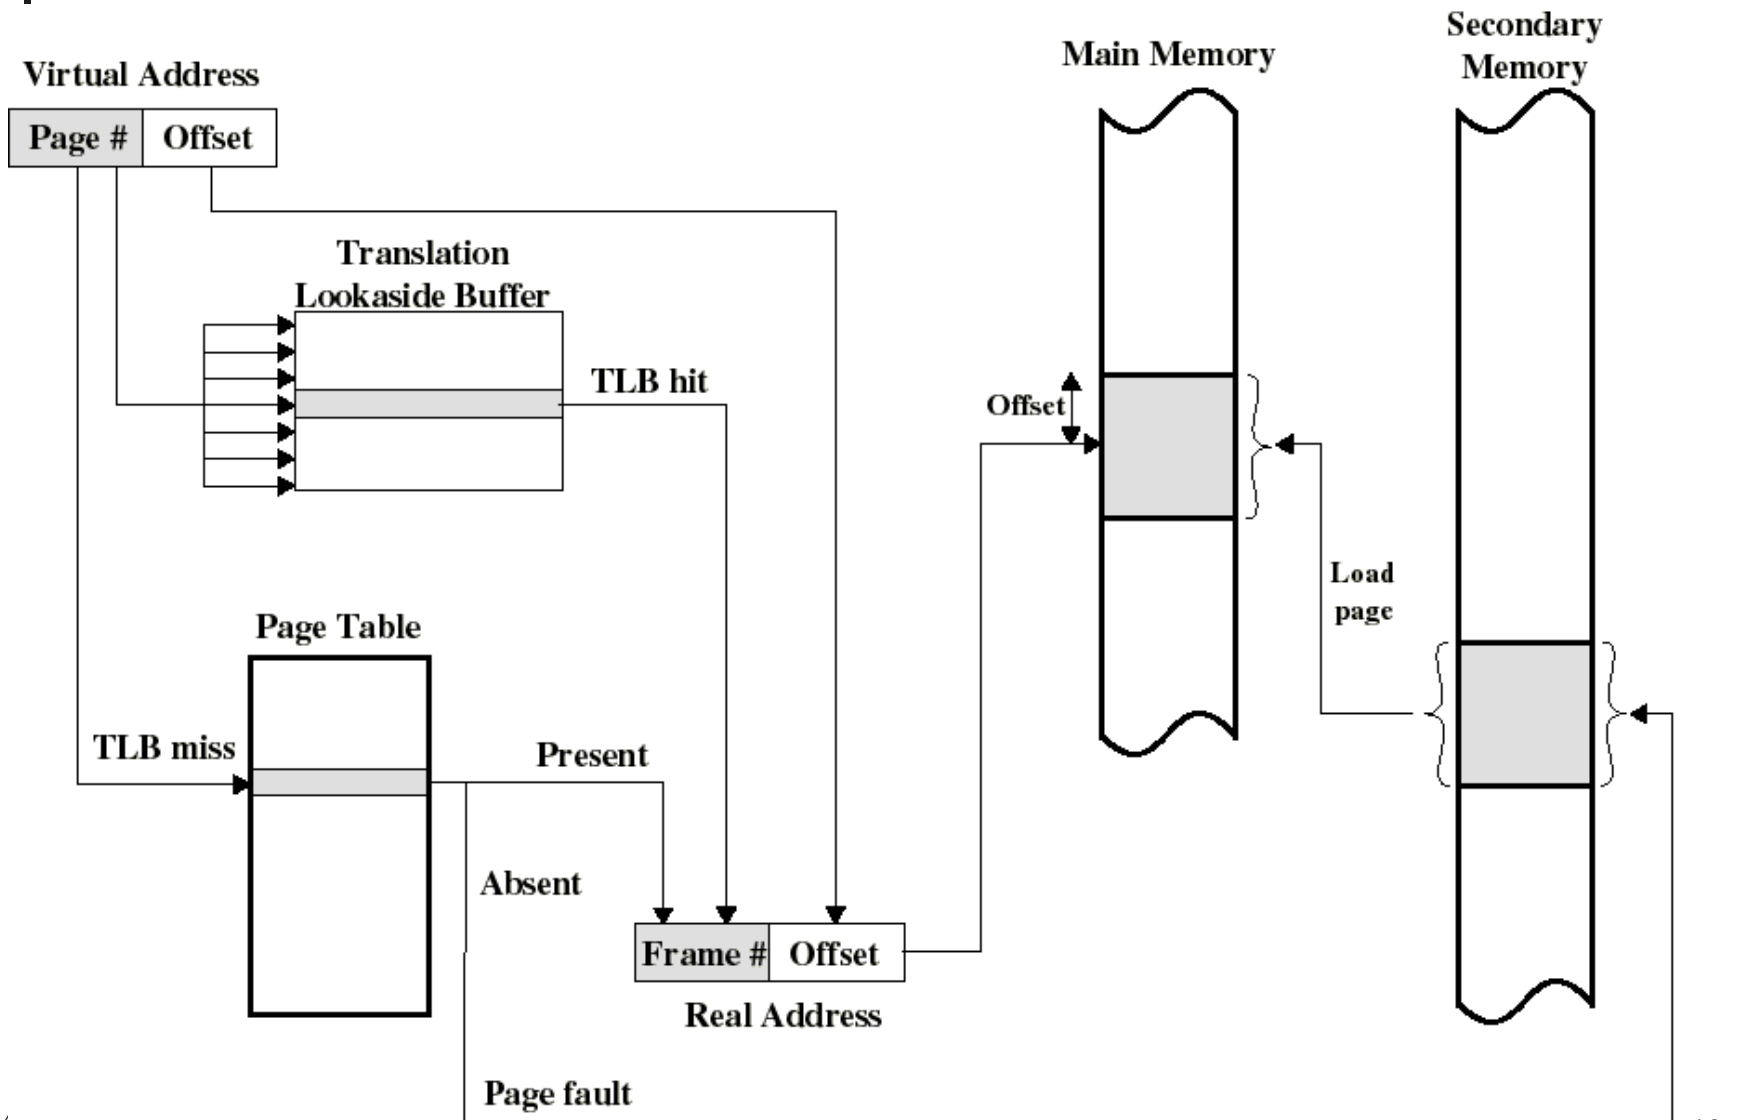 Secondary
Memory
Main Memory
Virtual Address
Page # Offset
Translation
Lookaside Buffer
TLB hit
Offset
Load
page
Page Table
TLB miss
Present
Absent
Frame # Offset
Real Address
Page fault